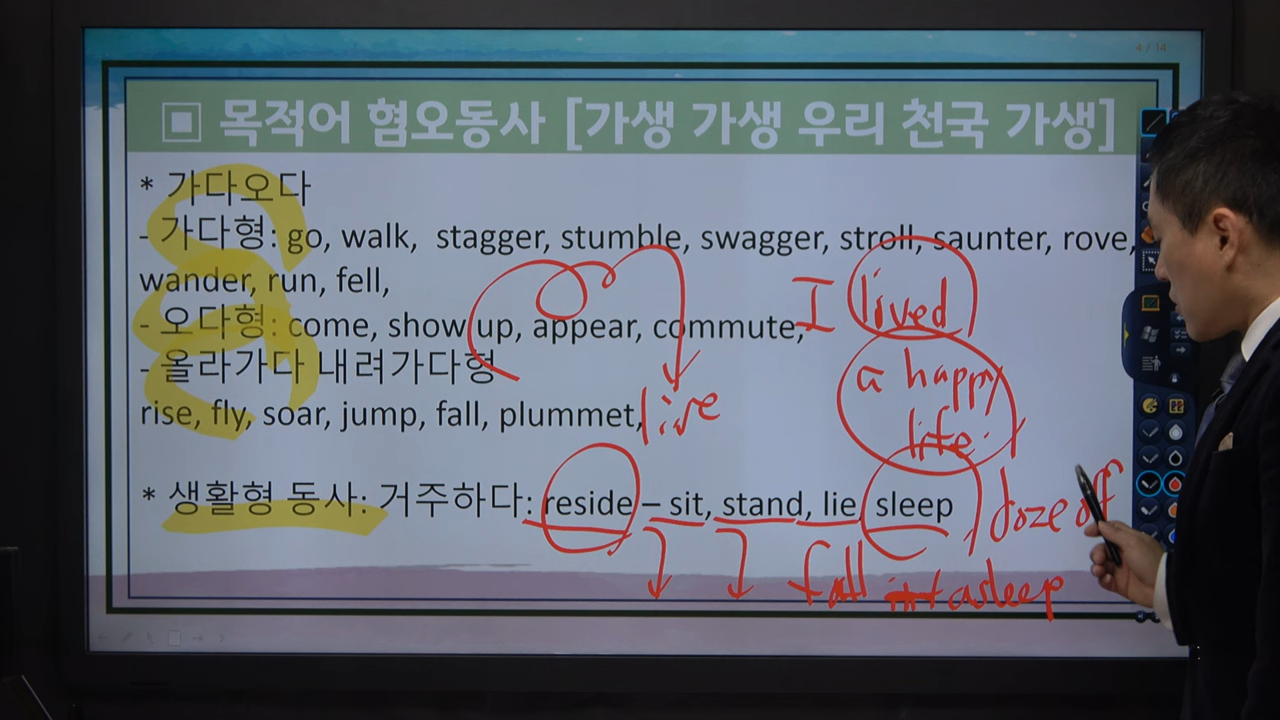 4 / 14
▣ 목적어 혐오동사 [가생 가생 우리 천국 가생]
* 가다오다
- 가다형: go, walk, stagger, stumble, swagger, stroll, saunter, rove,
wander, run, fell,
- 오다형: come, show up, appear, commute,
I lived
a happy
life.
- 올라가다 내려가다형
rise, fly, soar, jump, fall, plummet,
live
* 생활형 동사: 거주하다: reside – sit, stand, lie sleep
doze off
fall asleep